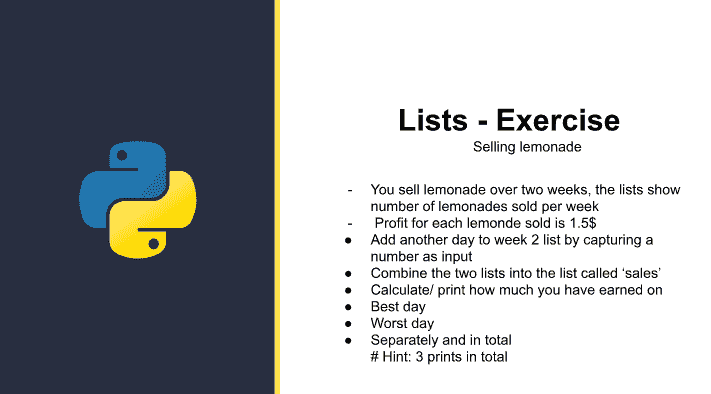 Lists - Exercise
Selling lemonade
- You sell lemonade over two weeks, the lists show
number of lemonades sold per week
- Profit for each lemonde sold is 1.5$
● Add another day to week 2 list by capturing a
number as input
● Combine the two lists into the list called ‘sales’
● Calculate/ print how much you have earned on
● Best day
● Worst day
● Separately and in total
# Hint: 3 prints in total